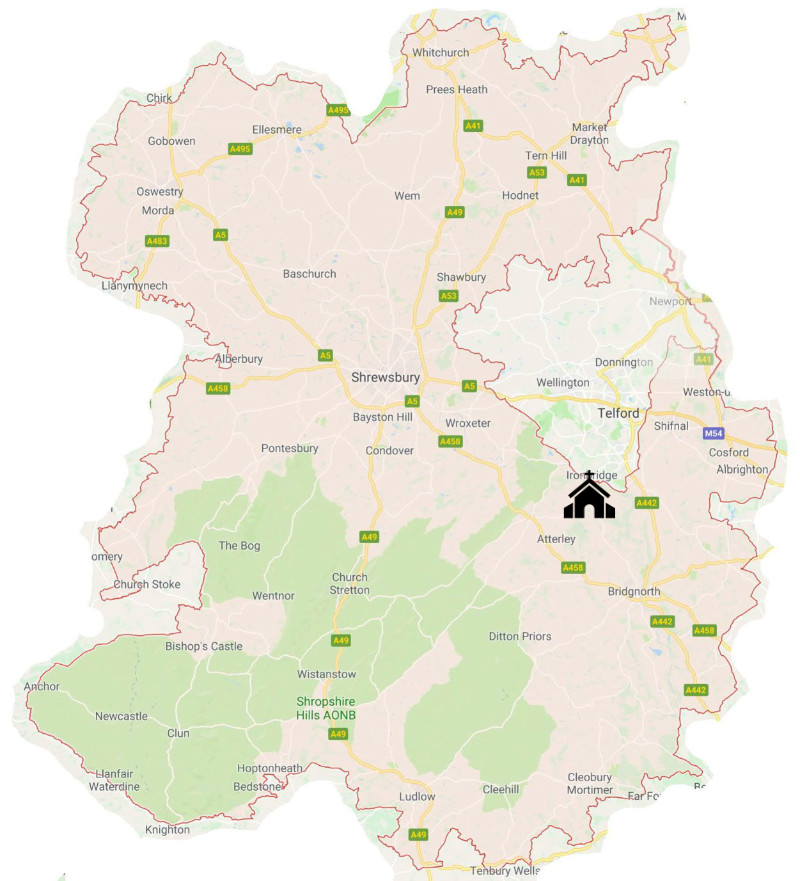 M
Whitchurch
Prees Heath
Chirk
A495
A41
Ellesmere
Market
Drayton
Gobowen
A495
Tern Hill
A53
A41
Oswestry
Wem
Hodnet
Morda
A49
A5
A483
Baschurch
Shawbury
Llanymynech
A53
Newport
Alberbury
A5
Donnington
A41
Shrewsbury
Wellington
A458
A5
Weston-u
A5
Bayston Hill
Telford
Wroxeter
Shifnal
M54
A458
Pontesbury
Condover
Cosford
Albrighton
Ironbridge
A442
A49
Atterley
The Bog
omery
A458
Church Stoke
Church
Stretton
Wentnor
Bridgnorth
A442
A458
Ditton Priors
A49
Bishop's Castle
Wistanstow
Anchor
A442
Shropshire
Hills AONB
Newcastle
Clun
A49
Hoptonheath
Llanfair
Waterdine
Bedstone
Cleobury
Mortimer
Cleehill
Ludlow
Far Fo
Knighton
A49
Tenbury Wells